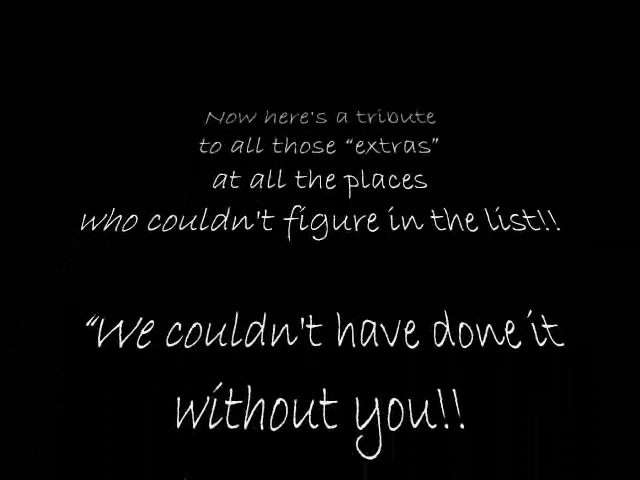 Now here's a tribute
to all those “extras”
at all the places
who couldn't figure in the list!!
“We couldn't have done it
without you!!